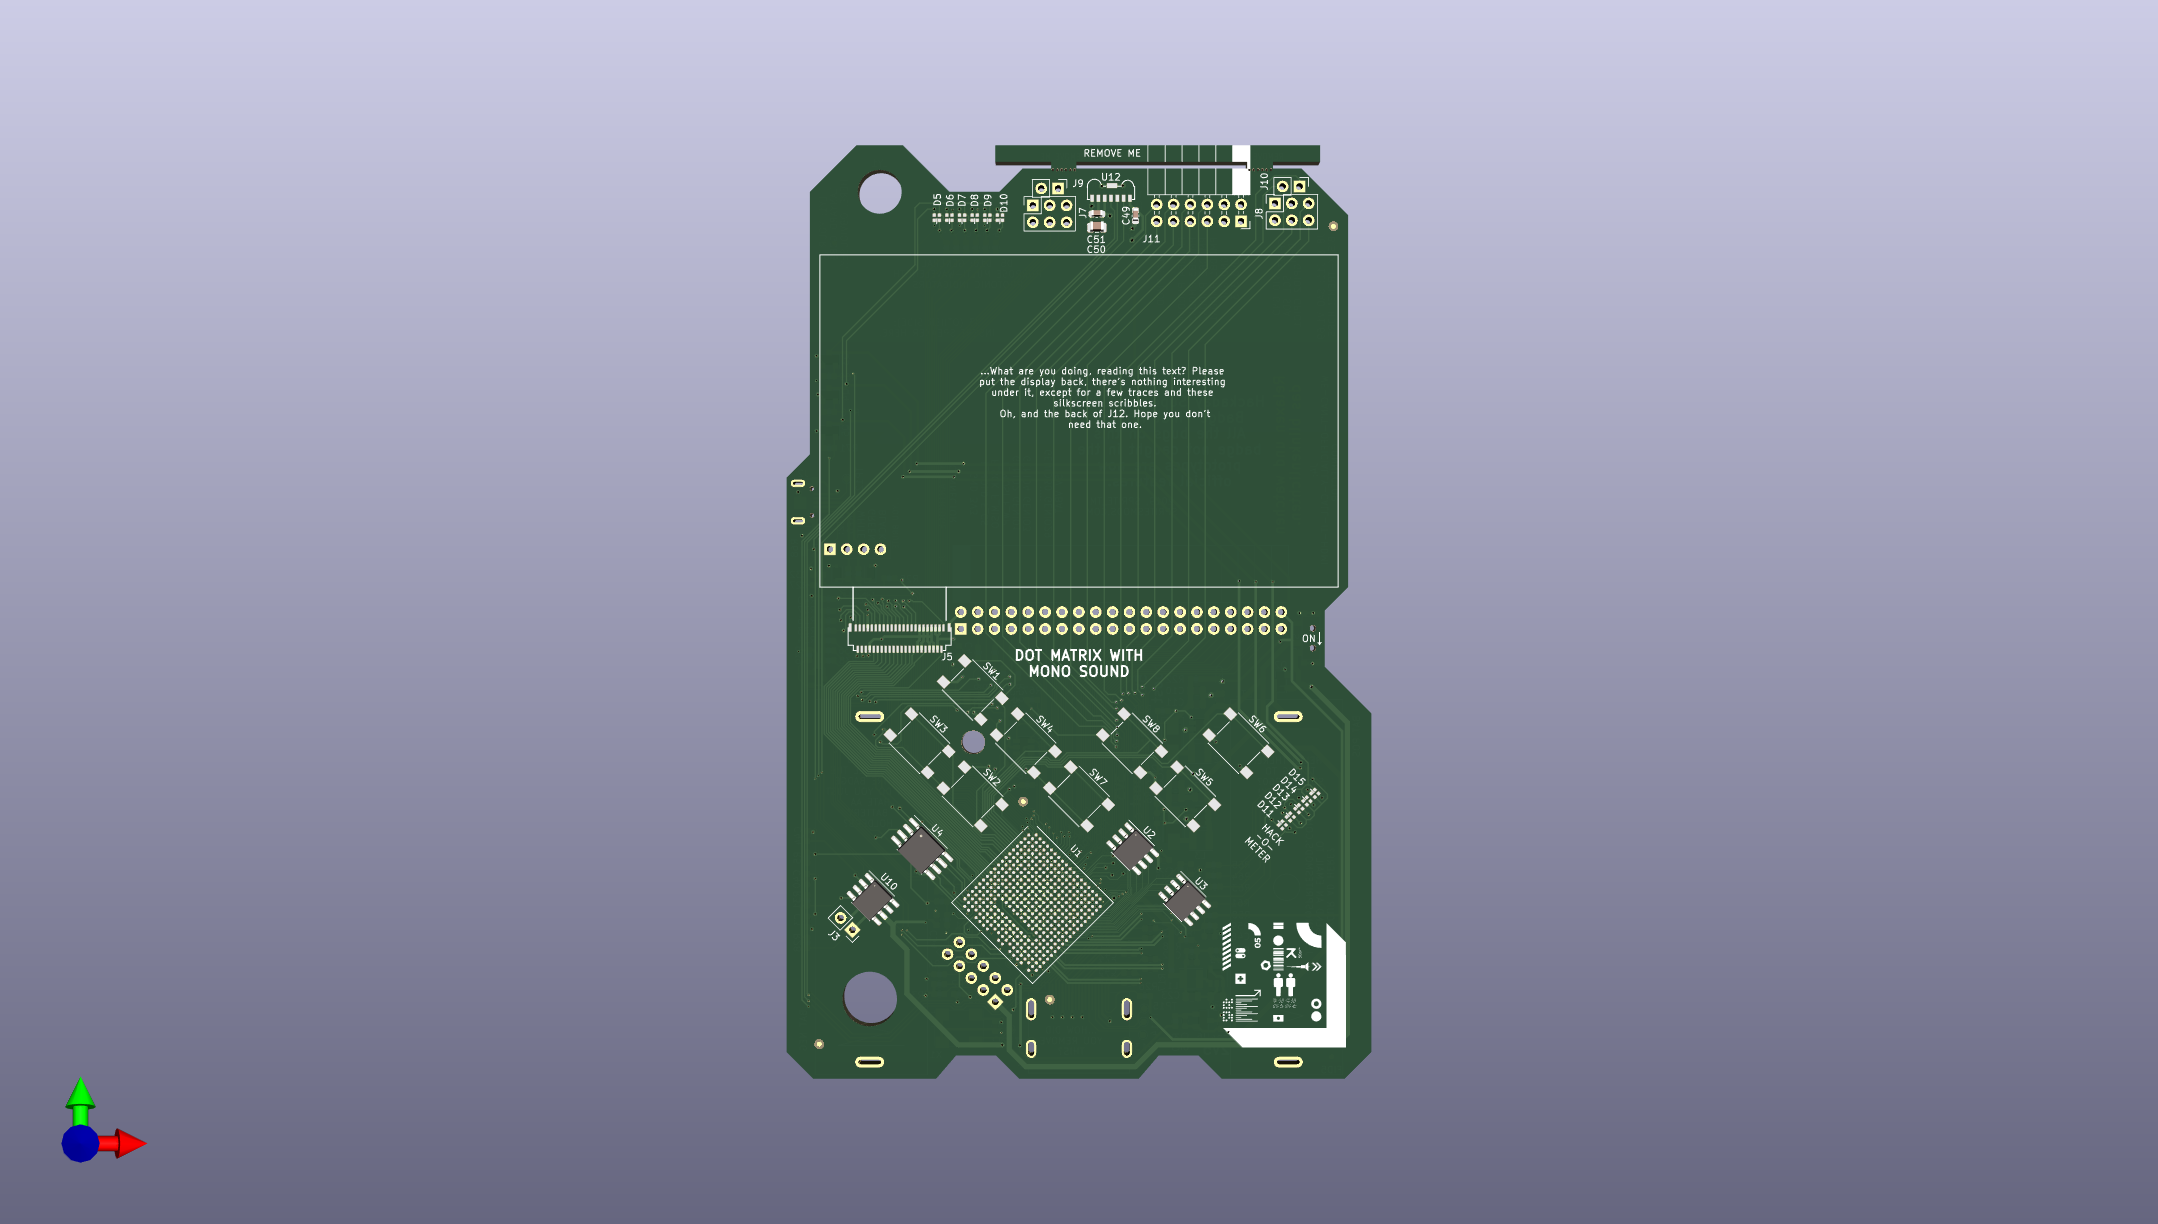 REMOVE ME
U12
J9
J10
D5
D6
D7
D8
D9
D10
J7
C49
J8
C51
C50
J11
...What are you doing, reading this text? Please
put the display back, there's nothing interesting
under it, except for a few traces and these
silkscreen scribbles.
Oh, and the back of J12. Hope you don't
need that one.
ON
J5
DOT MATRIX WITH
MONO SOUND
SW1
SW3
SW4
SW8
SW6
SW2
SW7
SW5
D15
D14
D13
D12
D11
HACK
-O-
METER
U4
U1
U2
U10
U3
J3
05